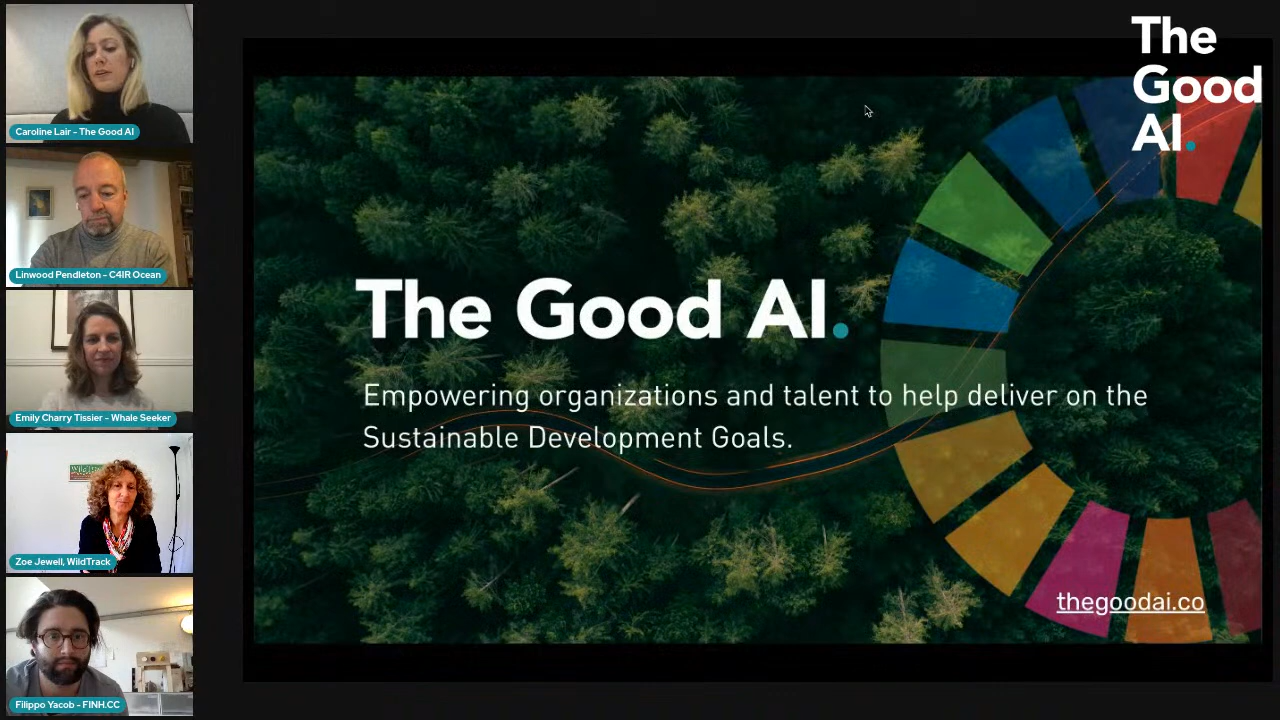 Caroline Lair - The Good AI
Linwood Pendleton - C4IR Ocean
Emily Charry Tissier - Whale Seeker
Zoe Jewell, WildTrack
Filippo Yacob - FINH.CC
The Good AI.
Empowering organizations and talent to help deliver on the
Sustainable Development Goals.
thegoodai.co
The
Good
AI.